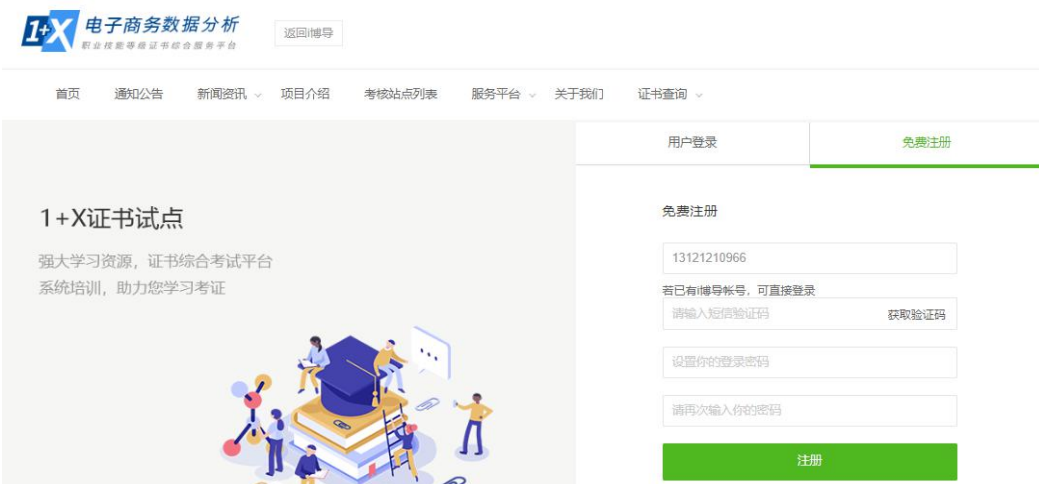 1+X 电子商务数据分析
职业技能等级证书综合服务平台
返回i博导
首页 通知公告 新闻资讯 项目介绍 考核站点列表 服务平台 关于我们 证书查询
用户登录 免费注册
1+X证书试点
强大学习资源，证书综合考试平台
系统培训，助力您学习考证
免费注册
13121210966
若已有i博导帐号，可直接登录
请输入短信验证码 获取验证码
设置你的登录密码
请再次输入你的密码
注册